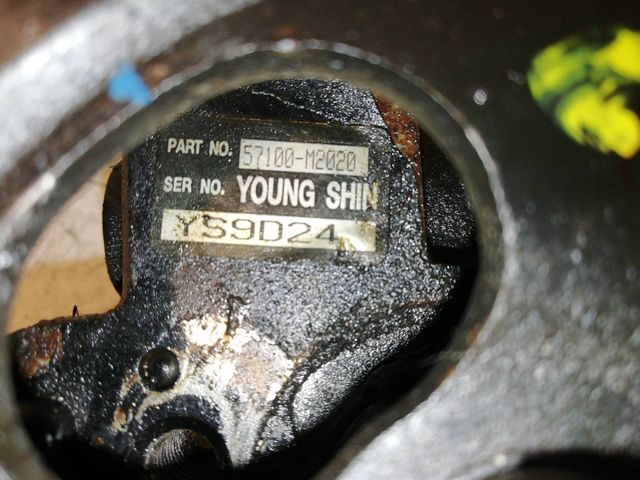 PART NO. 57100-M2020
SER NO. YOUNG SHIN
YS9D24